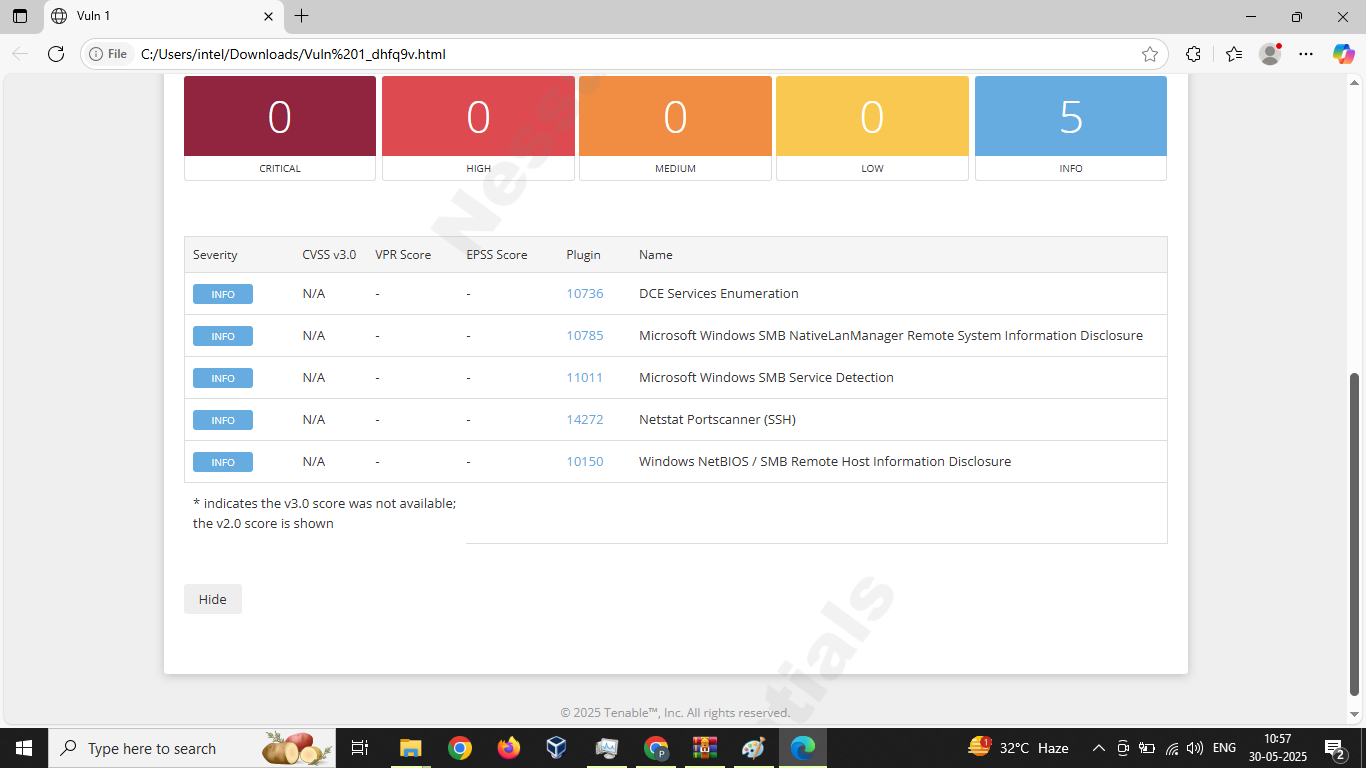 Vuln 1
File C:/Users/intel/Downloads/Vuln%201_dhfq9v.html
0 0 0 0 5
CRITICAL HIGH MEDIUM LOW INFO
Severity CVSS v3.0 VPR Score EPSS Score Plugin Name
INFO N/A - - 10736 DCE Services Enumeration
INFO N/A - - 10785 Microsoft Windows SMB NativeLanManager Remote System Information Disclosure
INFO N/A - - 11011 Microsoft Windows SMB Service Detection
INFO N/A - - 14272 Netstat Portscanner (SSH)
INFO N/A - - 10150 Windows NetBIOS / SMB Remote Host Information Disclosure
* indicates the v3.0 score was not available;
the v2.0 score is shown
Hide
© 2025 Tenable™, Inc. All rights reserved.
Type here to search
32°C Haze
ENG
10:57
30-05-2025
2